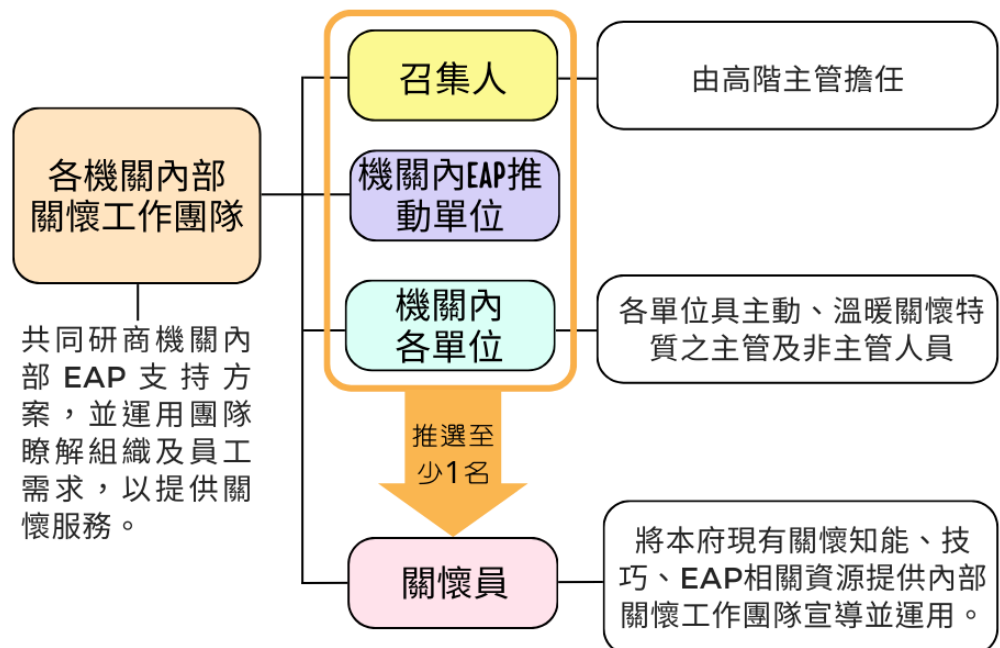 召集人
由高階主管擔任
各機關內部
關懷工作團隊
機關內EAP推
動單位
機關內
各單位
各單位具主動、溫暖關懷特
質之主管及非主管人員
共同研商機關內
部EAP支持方
案，並運用團隊
瞭解組織及員工
需求，以提供關
懷服務。
推選至
少1名
關懷員
將本府現有關懷知能、技
巧、EAP相關資源提供內部
關懷工作團隊宣導並運用。